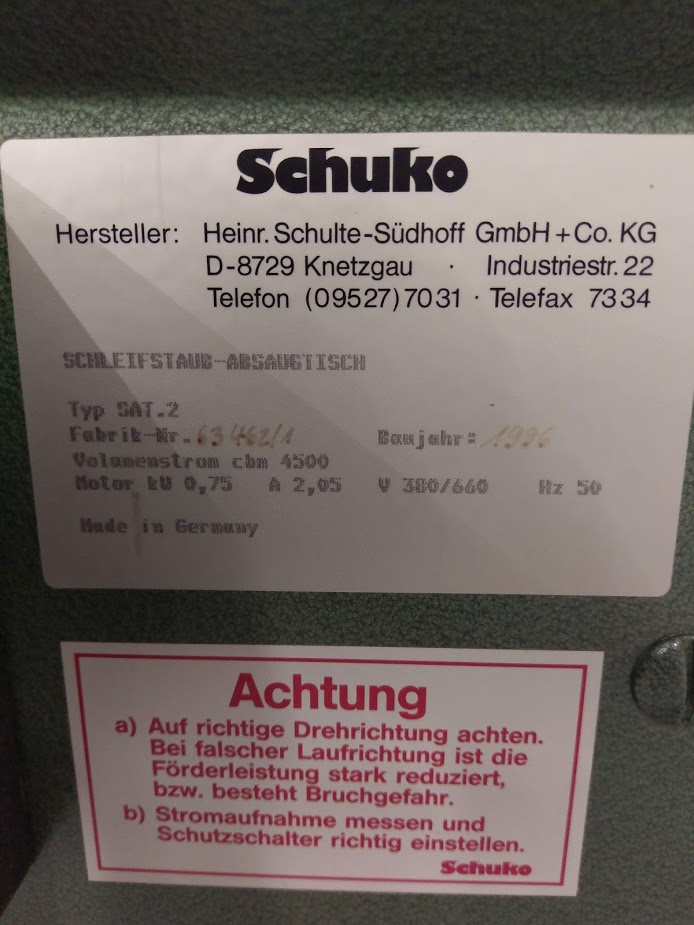 Schuko
Hersteller: Heinr. Schulte-Südhoff GmbH + Co. KG
D-8729 Knetzgau · Industriestr. 22
Telefon (09527) 7031 · Telefax 7334
SCHLEIFSTAUB-ABSAUGTISCH
Typ SAT.2
Fabrik-Nr. 63462/1 Baujahr: 1996
Volumenstrom cbm 4500
Motor kW 0,75 A 2,05 V 380/660 Hz 50
Made in Germany
Achtung
a) Auf richtige Drehrichtung achten.
Bei falscher Laufrichtung ist die
Förderleistung stark reduziert,
bzw. besteht Bruchgefahr.
b) Stromaufnahme messen und
Schutzschalter richtig einstellen.
Schuko